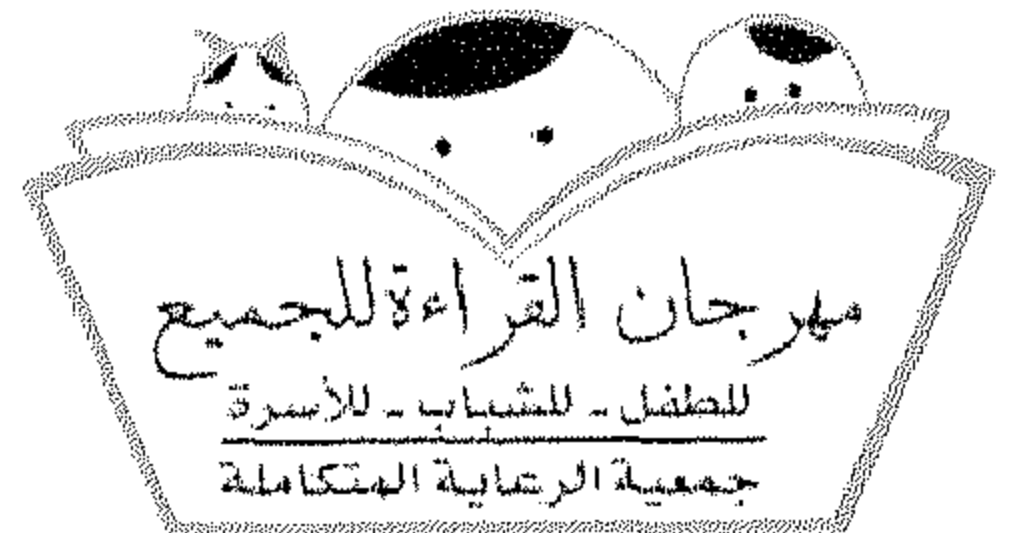 مهرجان القراءة للجميع
للطفل - للشباب - للأسرة
جمعية الرعاية المتكاملة